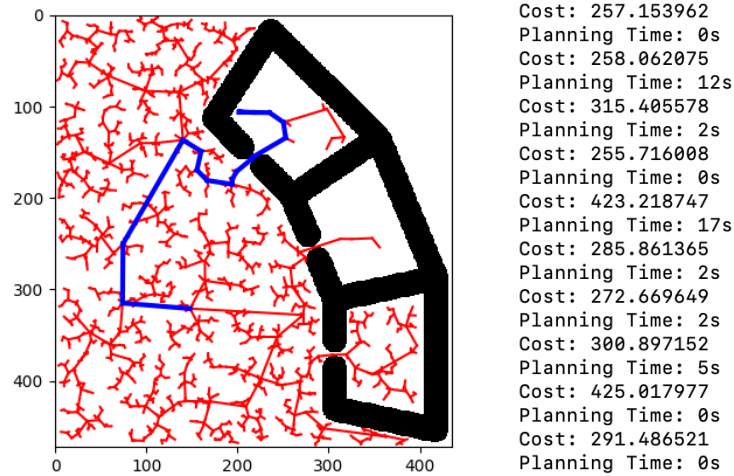 0
100
200
300
400
0 100 200 300 400
Cost: 257.153962
Planning Time: 0s
Cost: 258.062075
Planning Time: 12s
Cost: 315.405578
Planning Time: 2s
Cost: 255.716008
Planning Time: 0s
Cost: 423.218747
Planning Time: 17s
Cost: 285.861365
Planning Time: 2s
Cost: 272.669649
Planning Time: 2s
Cost: 300.897152
Planning Time: 5s
Cost: 425.017977
Planning Time: 0s
Cost: 291.486521
Planning Time: 0s